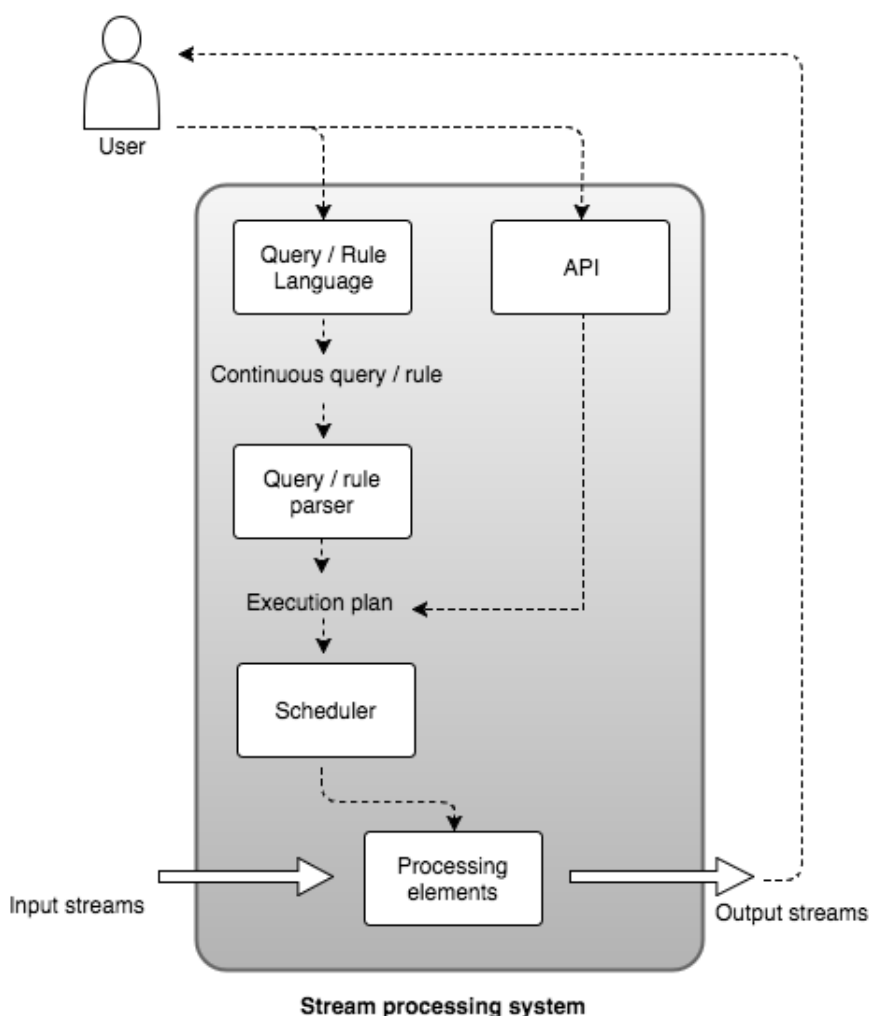 User
Query / Rule
Language
API
Continuous query / rule
Query / rule
parser
Execution plan
Scheduler
Processing
elements
Input streams
Output streams
Stream processing system